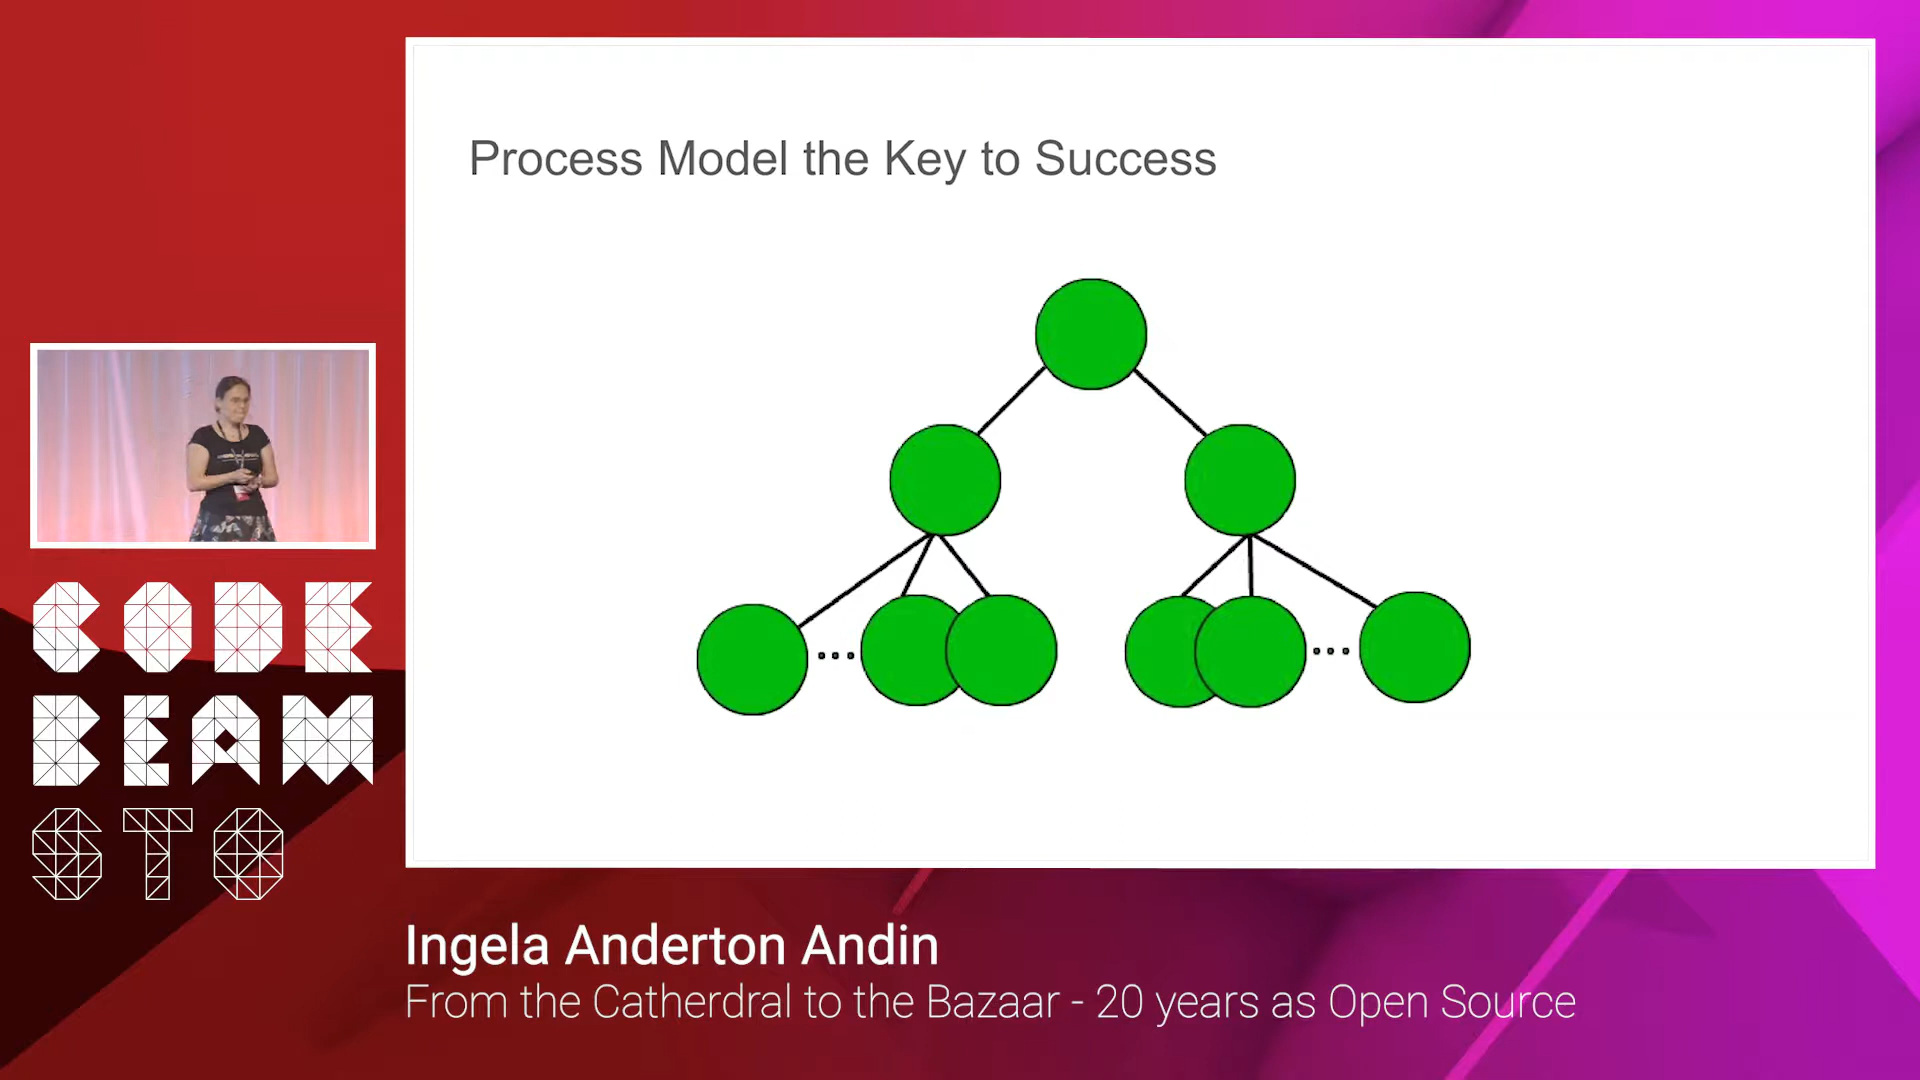 Process Model the Key to Success
CODE
BEAM
STO
Ingela Anderton Andin
From the Catherdral to the Bazaar - 20 years as Open Source